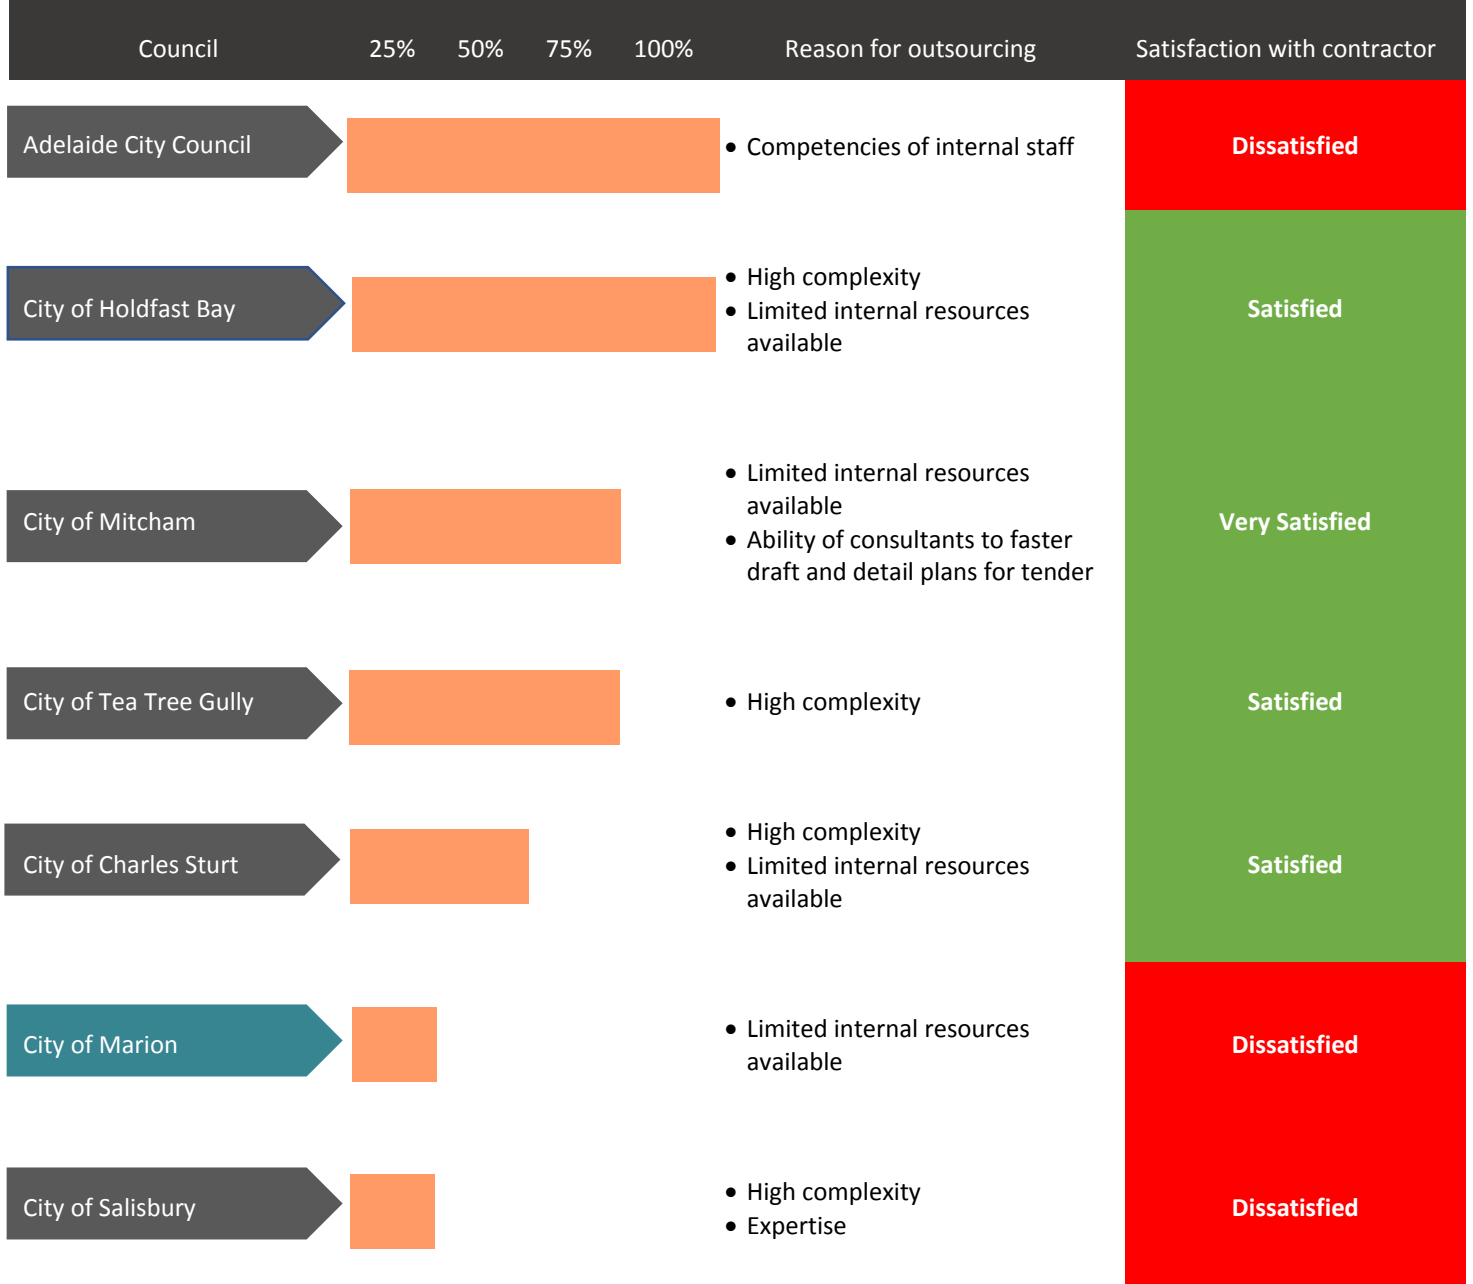 Council 25% 50% 75% 100% Reason for outsourcing Satisfaction with contractor
Adelaide City Council
• Competencies of internal staff
Dissatisfied
City of Holdfast Bay
• High complexity
• Limited internal resources
available
Satisfied
City of Mitcham
• Limited internal resources
available
• Ability of consultants to faster
draft and detail plans for tender
Very Satisfied
City of Tea Tree Gully
• High complexity
Satisfied
City of Charles Sturt
• High complexity
• Limited internal resources
available
Satisfied
City of Marion
• Limited internal resources
available
Dissatisfied
City of Salisbury
• High complexity
• Expertise
Dissatisfied